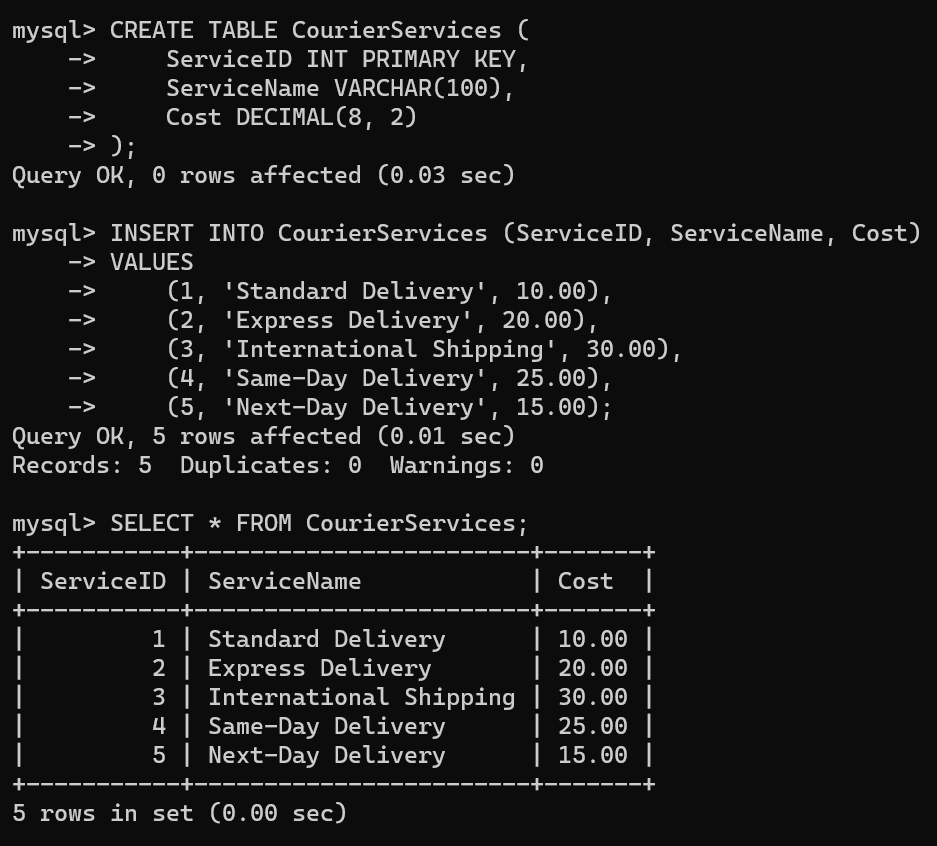 mysql> CREATE TABLE CourierServices (
    ->     ServiceID INT PRIMARY KEY,
    ->     ServiceName VARCHAR(100),
    ->     Cost DECIMAL(8, 2)
    -> );
Query OK, 0 rows affected (0.03 sec)

mysql> INSERT INTO CourierServices (ServiceID, ServiceName, Cost)
    -> VALUES
    ->     (1, 'Standard Delivery', 10.00),
    ->     (2, 'Express Delivery', 20.00),
    ->     (3, 'International Shipping', 30.00),
    ->     (4, 'Same-Day Delivery', 25.00),
    ->     (5, 'Next-Day Delivery', 15.00);
Query OK, 5 rows affected (0.01 sec)
Records: 5  Duplicates: 0  Warnings: 0

mysql> SELECT * FROM CourierServices;
+-----------+------------------------+-------+
| ServiceID | ServiceName            | Cost  |
+-----------+------------------------+-------+
|         1 | Standard Delivery      | 10.00 |
|         2 | Express Delivery       | 20.00 |
|         3 | International Shipping | 30.00 |
|         4 | Same-Day Delivery      | 25.00 |
|         5 | Next-Day Delivery      | 15.00 |
+-----------+------------------------+-------+
5 rows in set (0.00 sec)